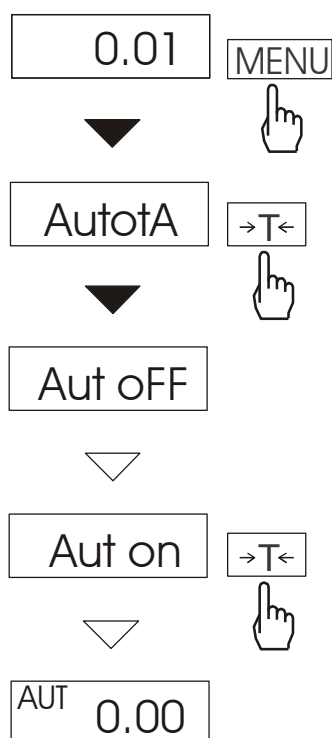 0.01 MENU
AutotA →T←
Aut oFF
Aut on →T←
AUT 0.00